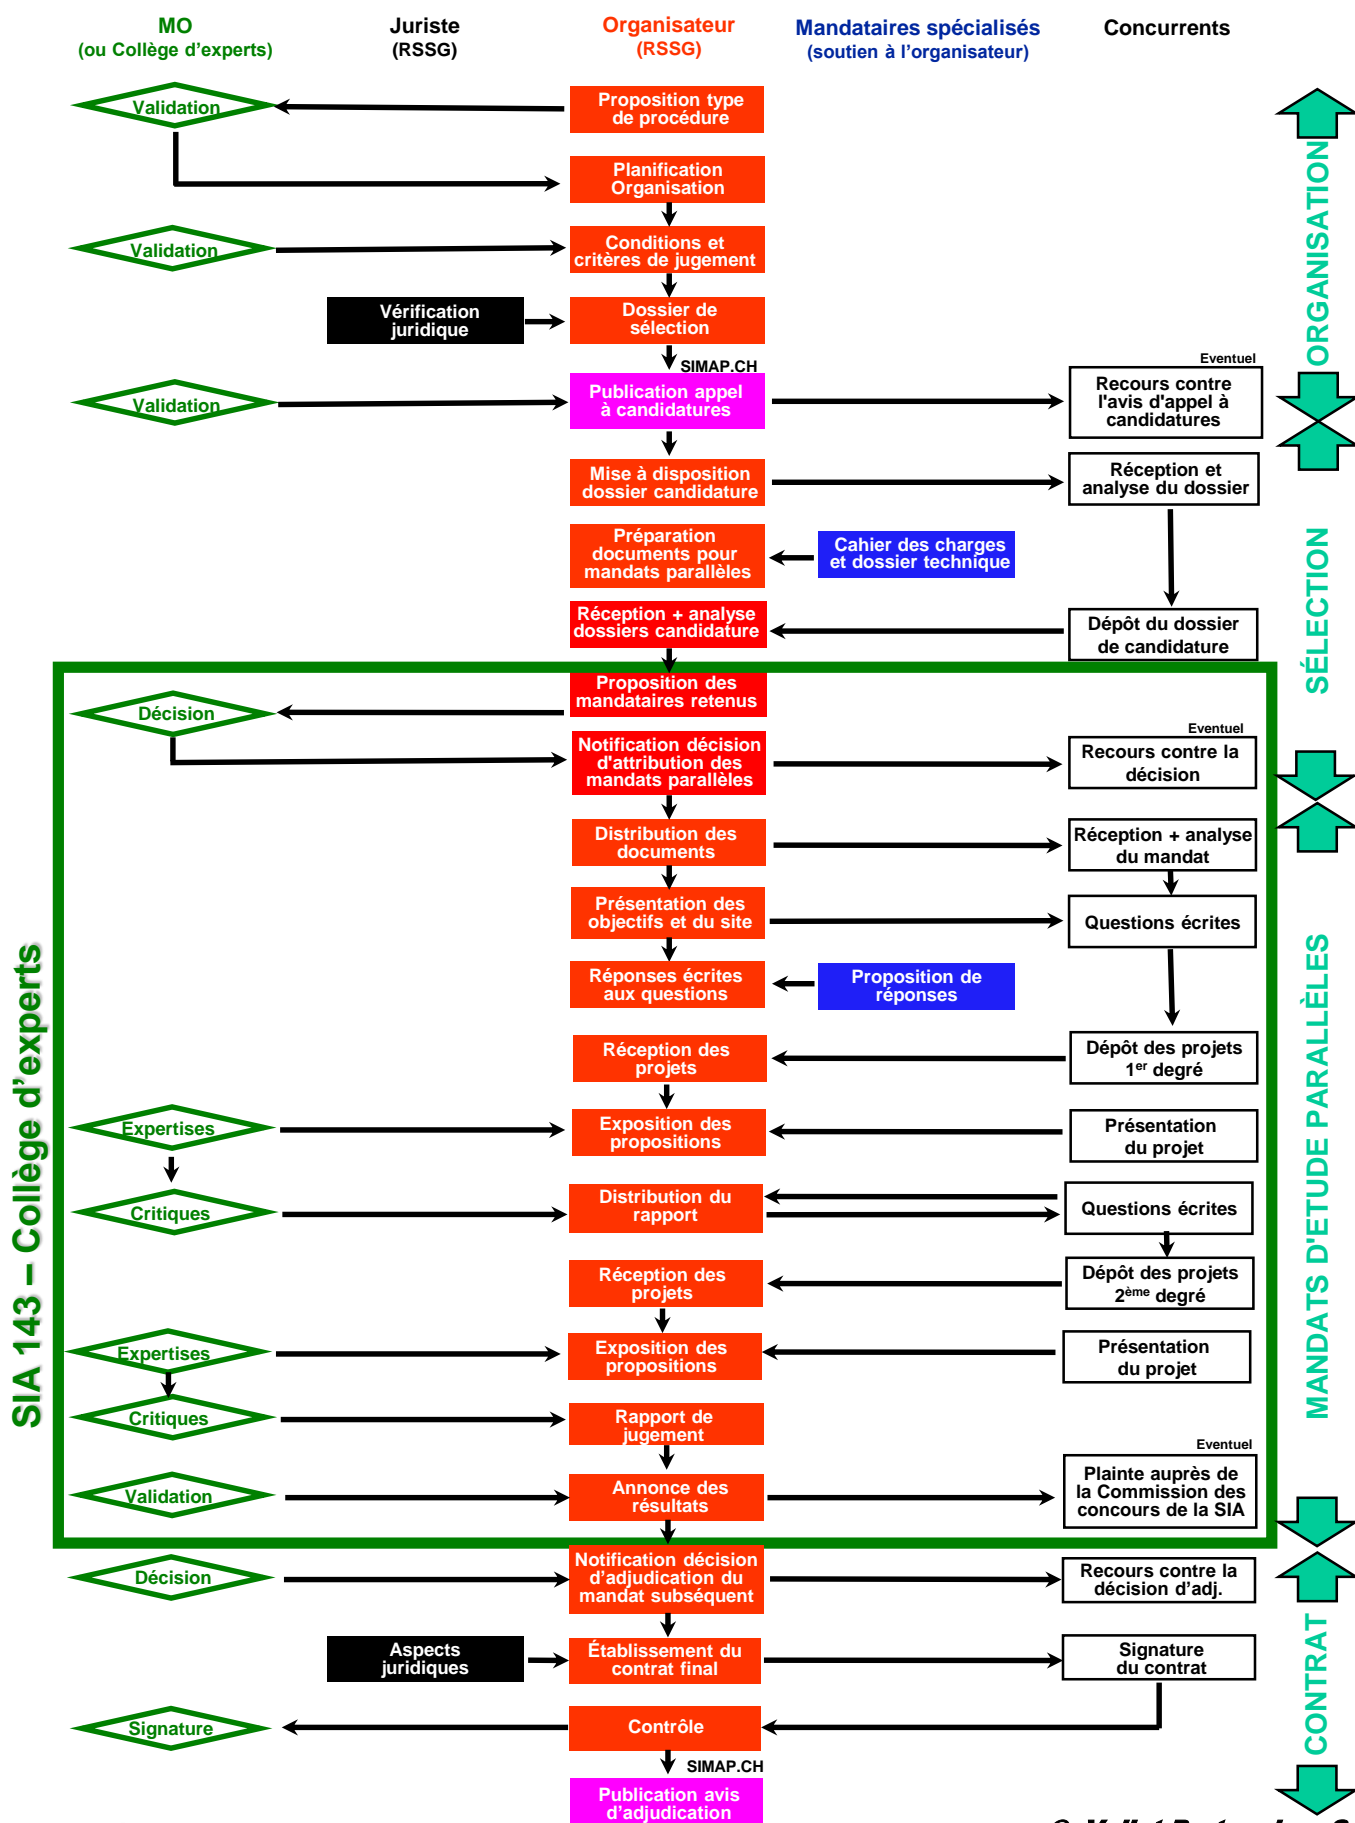 MO
(ou Collège d'experts)
Juriste
(RSSG)
Organisateur
(RSSG)
Mandataires spécialisés
(soutien à l'organisateur)
Concurrents
Validation
Proposition type
de procédure
Planification
Organisation
Validation
Conditions et
critères de jugement
Vérification
juridique
Dossier de
sélection
SIMAP.CH
Eventuel
Validation
Publication appel
à candidatures
Recours contre
l'avis d'appel à
candidatures
Mise à disposition
dossier candidature
Réception et
analyse du dossier
Préparation
documents pour
mandats parallèles
Cahier des charges
et dossier technique
Réception + analyse
dossiers candidature
Dépôt du dossier
de candidature
Proposition des
mandataires retenus
Décision
Eventuel
Notification décision
d'attribution des
mandats parallèles
Recours contre la
décision
Distribution des
documents
Réception + analyse
du mandat
Présentation des
objectifs et du site
Questions écrites
Réponses écrites
aux questions
Proposition de
réponses
Réception des
projets
Dépôt des projets
1er degré
Expertises
Exposition des
propositions
Présentation
du projet
Critiques
Distribution du
rapport
Questions écrites
Réception des
projets
Dépôt des projets
2ème degré
Expertises
Exposition des
propositions
Présentation
du projet
Critiques
Rapport de
jugement
Eventuel
Validation
Annonce des
résultats
Plainte auprès de
la Commission des
concours de la SIA
Décision
Notification décision
d'adjudication du
mandat subséquent
Recours contre la
décision d'adj.
Aspects
juridiques
Établissement du
contrat final
Signature
du contrat
Signature
Contrôle
SIMAP.CH
Publication avis
d'adjudication
ORGANISATION
SÉLECTION
MANDATS D'ETUDE PARALLÈLES
CONTRAT
SIA 143 – Collège d'experts